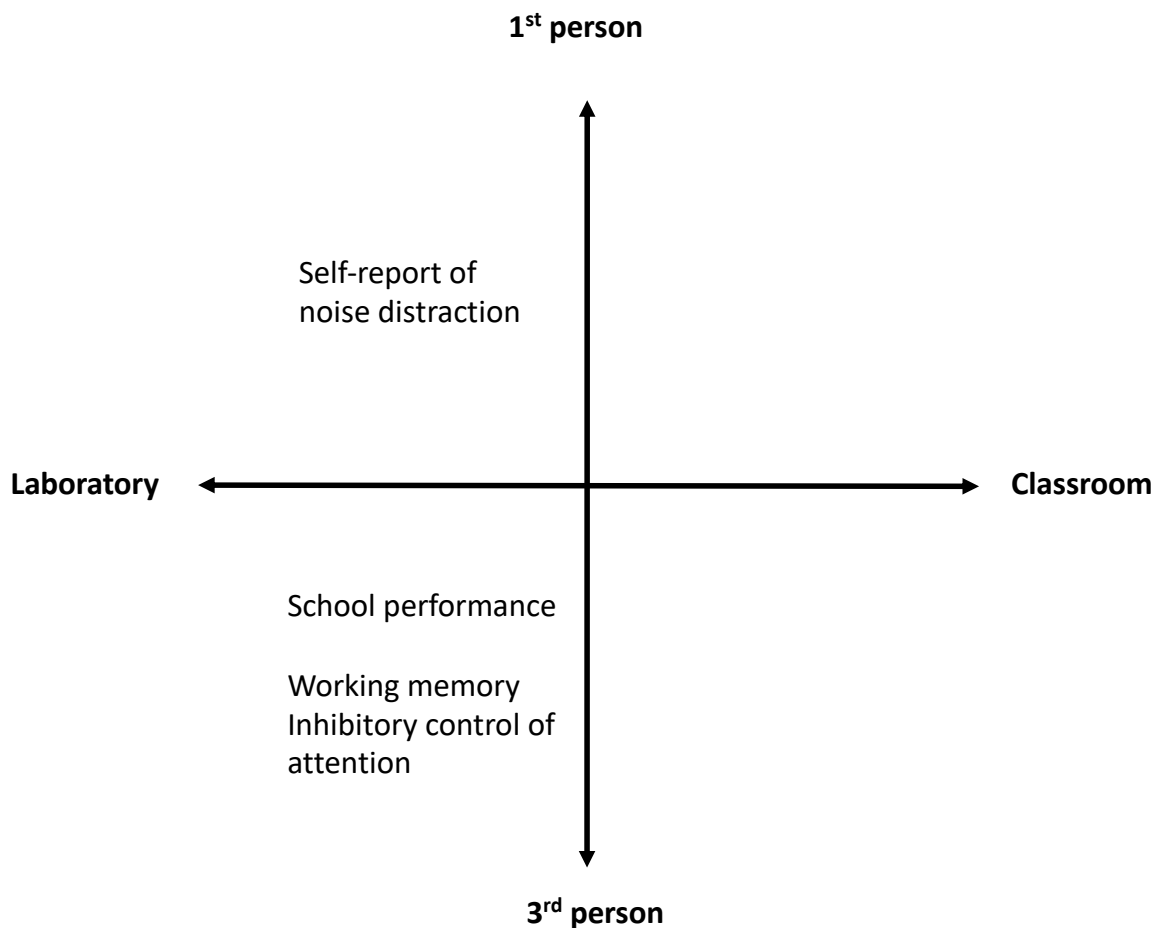 1st person
Self-report of
noise distraction
Laboratory
Classroom
School performance
Working memory
Inhibitory control of
attention
3rd person